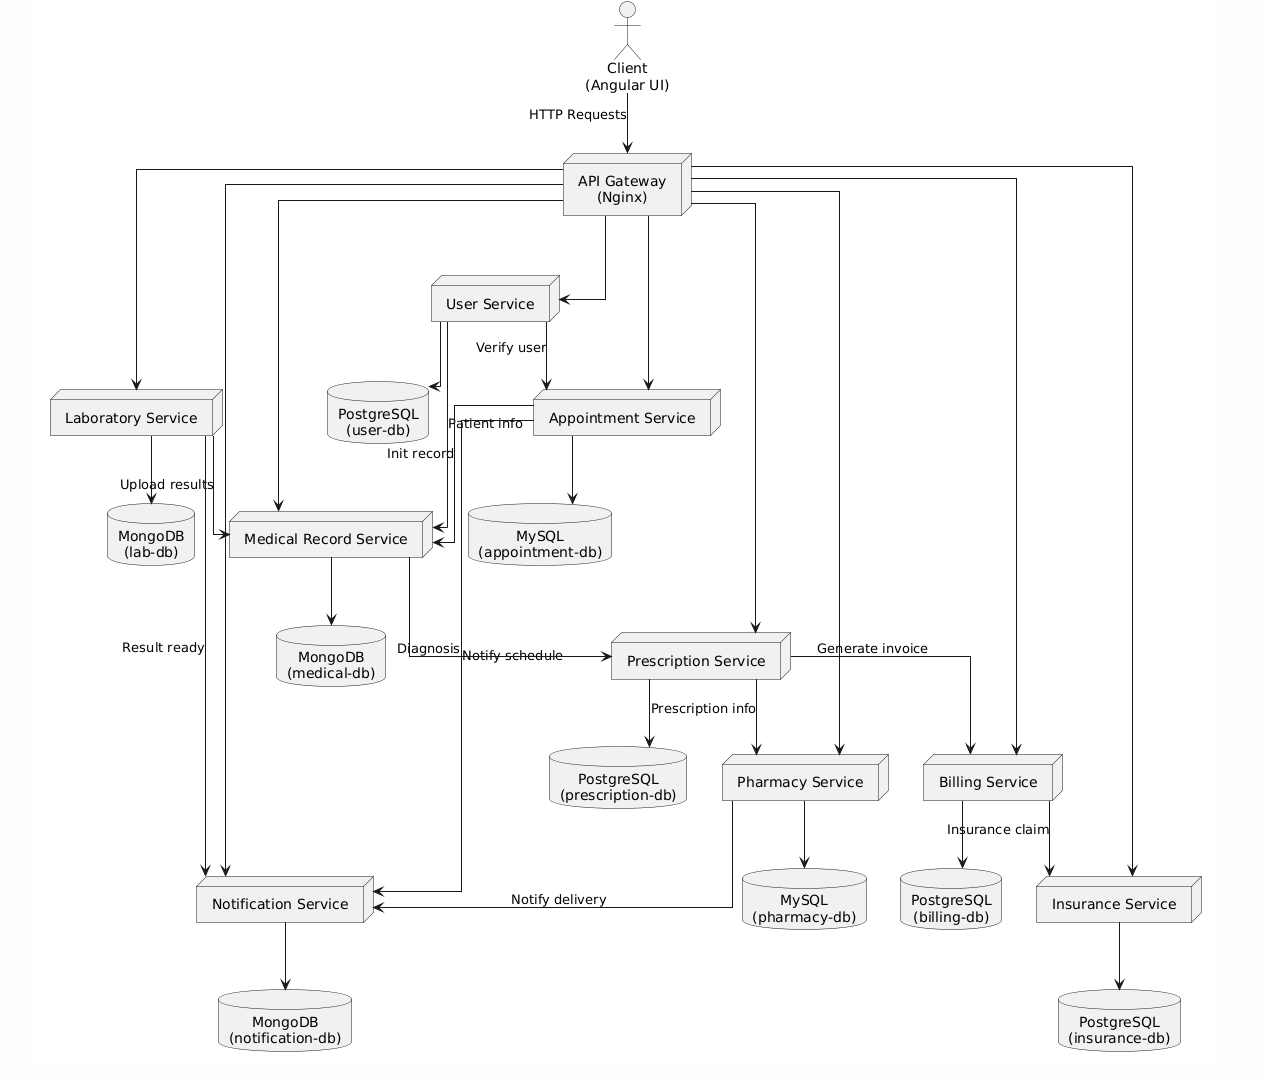 Client
(Angular UI)
HTTP Requests
API Gateway
(Nginx)
User Service
Verify user
Laboratory Service
PostgreSQL
(user-db)
Appointment Service
Patient info
Init record
Upload results
MongoDB
(lab-db)
Medical Record Service
MySQL
(appointment-db)
Result ready
MongoDB
(medical-db)
Diagnosis
Notify schedule
Prescription Service
Generate invoice
Prescription info
PostgreSQL
(prescription-db)
Pharmacy Service
Billing Service
Insurance claim
Notification Service
Notify delivery
MySQL
(pharmacy-db)
PostgreSQL
(billing-db)
Insurance Service
MongoDB
(notification-db)
PostgreSQL
(insurance-db)